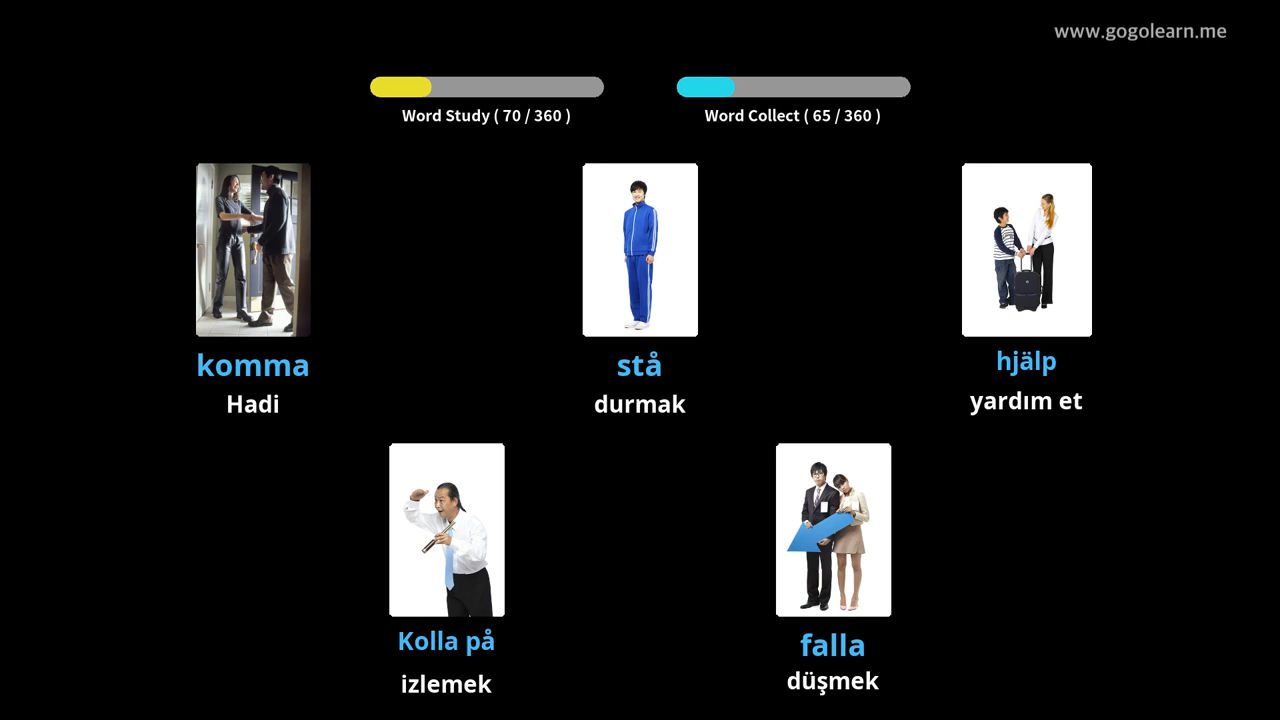 www.gogolearn.me
Word Study ( 70 / 360 )
Word Collect ( 65 / 360 )
komma
stå
hjälp
Hadi
durmak
yardım et
Kolla på
falla
izlemek
düşmek